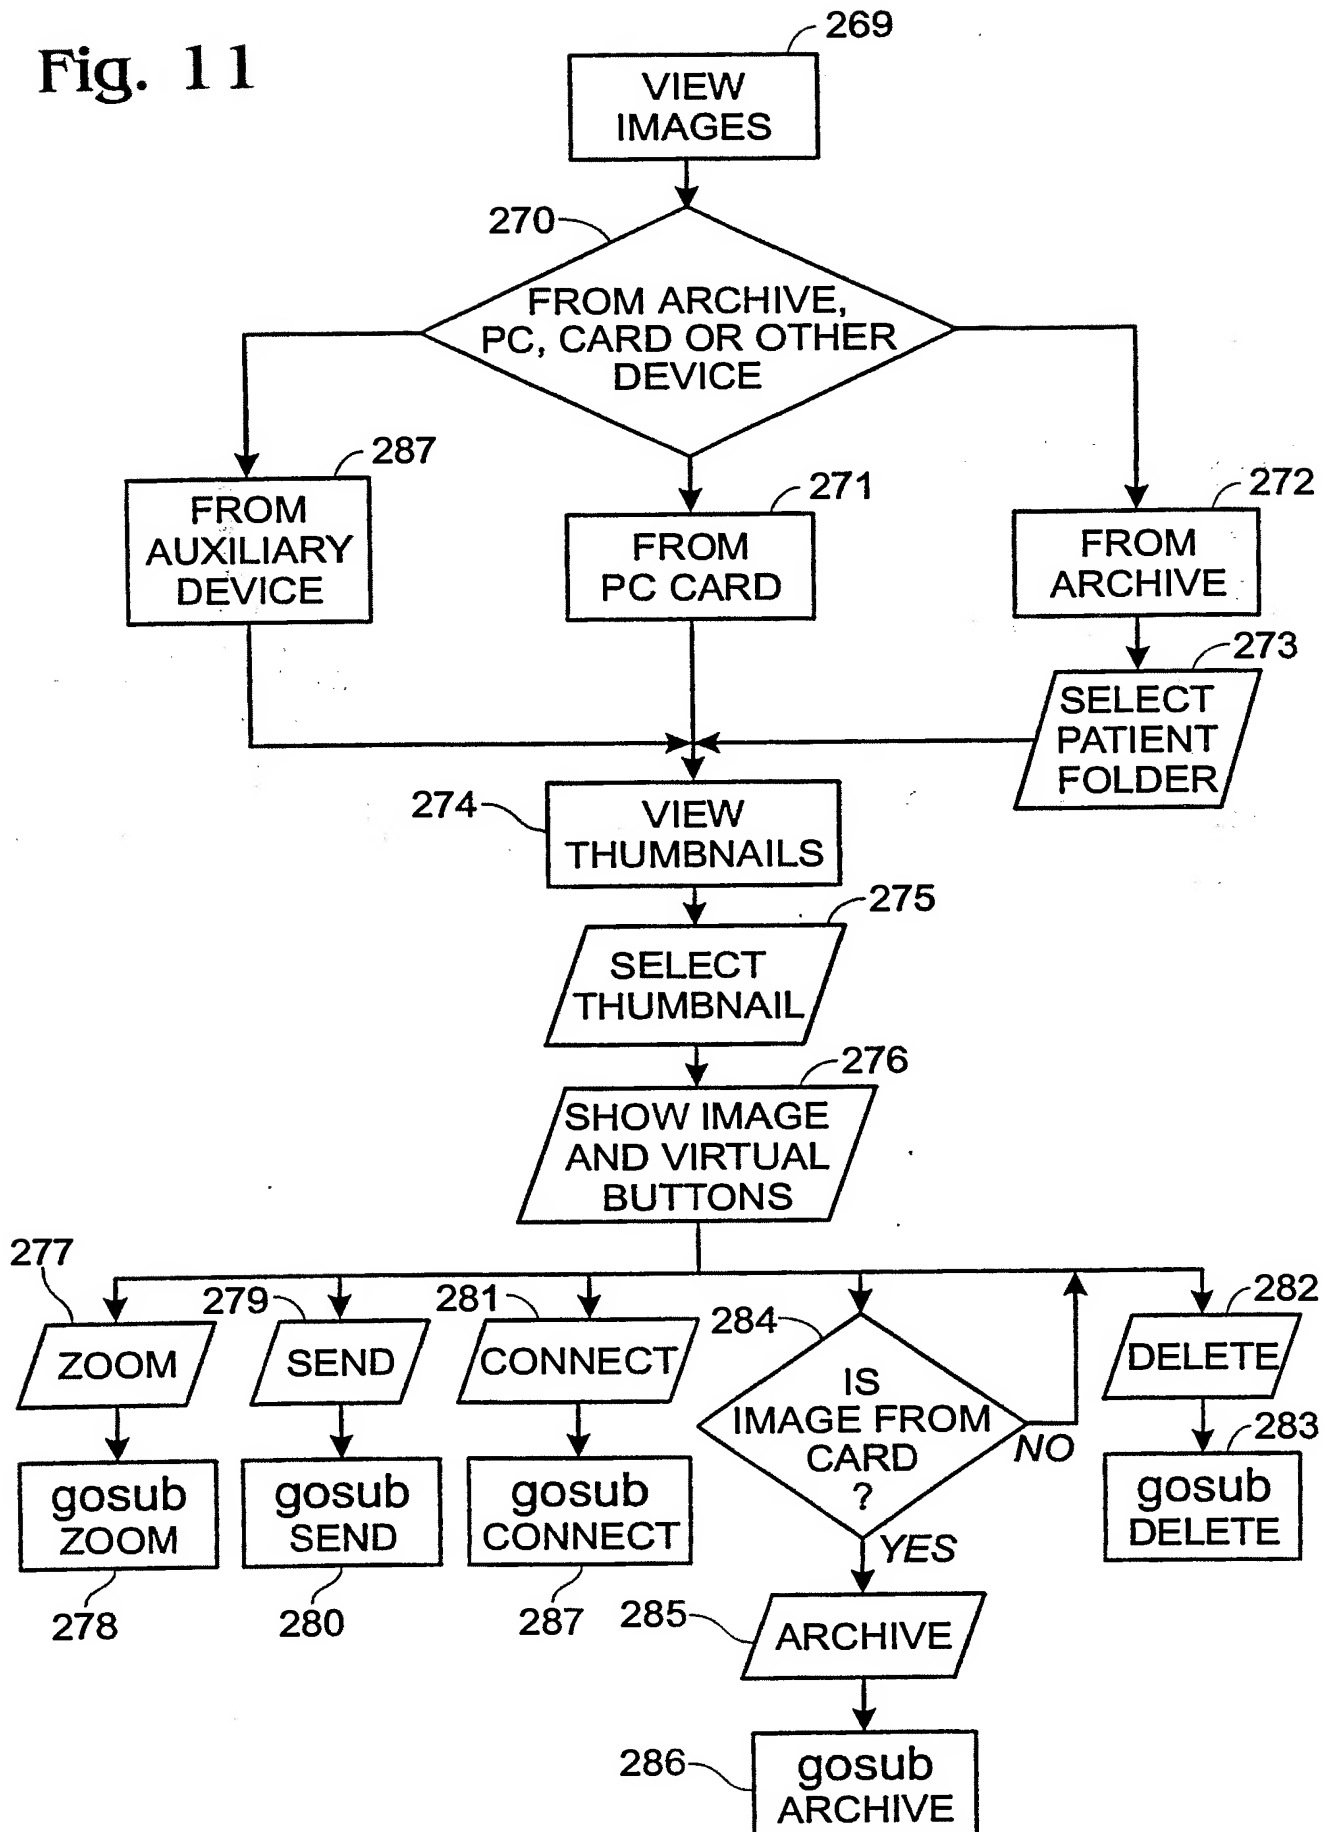 Fig. 11
269
VIEW
IMAGES
270
FROM ARCHIVE,
PC, CARD OR OTHER
DEVICE
287
FROM
AUXILIARY
DEVICE
271
FROM
PC CARD
272
FROM
ARCHIVE
273
SELECT
PATIENT
FOLDER
274
VIEW
THUMBNAILS
275
SELECT
THUMBNAIL
276
SHOW IMAGE
AND VIRTUAL
BUTTONS
277
ZOOM
gosub
ZOOM
278
279
SEND
gosub
SEND
280
281
CONNECT
gosub
CONNECT
287
284
IS
IMAGE FROM
CARD
?
NO
YES
285
ARCHIVE
286
gosub
ARCHIVE
282
DELETE
283
gosub
DELETE